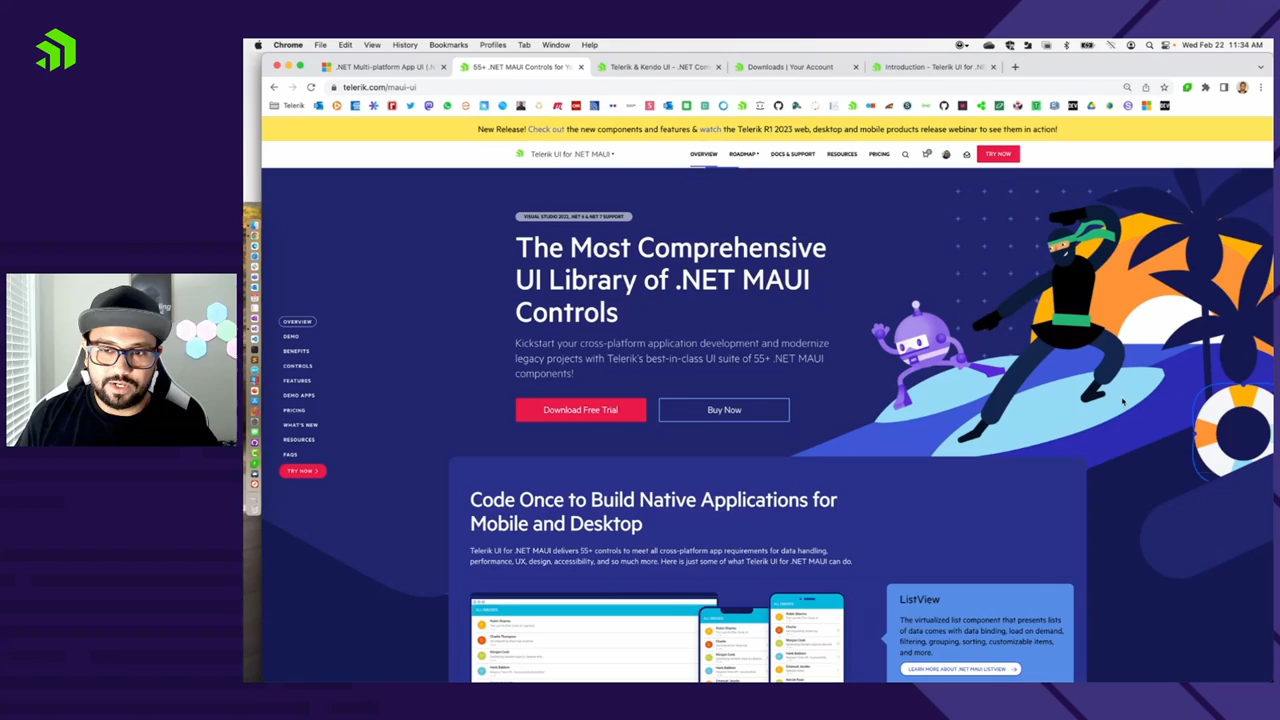 Chrome File Edit View History Bookmarks Profiles Tab Window Help
Wed Feb 22 11:34 AM
.NET Multi-platform App UI (.N
55+ .NET MAUI Controls for Yo
Telerik & Kendo UI - .NET Com
Downloads | Your Account
Introduction - Telerik UI for .NE
telerik.com/maui-ui
Telerik
New Release! Check out the new components and features & watch the Telerik R1 2023 web, desktop and mobile products release webinar to see them in action!
Telerik UI for .NET MAUI
OVERVIEW ROADMAP DOCS & SUPPORT RESOURCES PRICING TRY NOW
VISUAL STUDIO 2022, .NET 6 & .NET 7 SUPPORT
The Most Comprehensive
UI Library of .NET MAUI
Controls
Kickstart your cross-platform application development and modernize
legacy projects with Telerik's best-in-class UI suite of 55+ .NET MAUI
components!
Download Free Trial
Buy Now
OVERVIEW
DEMO
BENEFITS
CONTROLS
FEATURES
DEMO APPS
PRICING
WHAT'S NEW
RESOURCES
FAQS
TRY NOW >
Code Once to Build Native Applications for
Mobile and Desktop
Telerik UI for .NET MAUI delivers 55+ controls to meet all cross-platform app requirements for data handling,
performance, UX, design, accessibility, and so much more. Here is just some of what Telerik UI for .NET MAUI can do.
ListView
The virtualized list component that presents lists
of data comes with data binding, load on demand,
filtering, grouping, sorting, customizable items,
and more.
LEARN MORE ABOUT .NET MAUI LISTVIEW